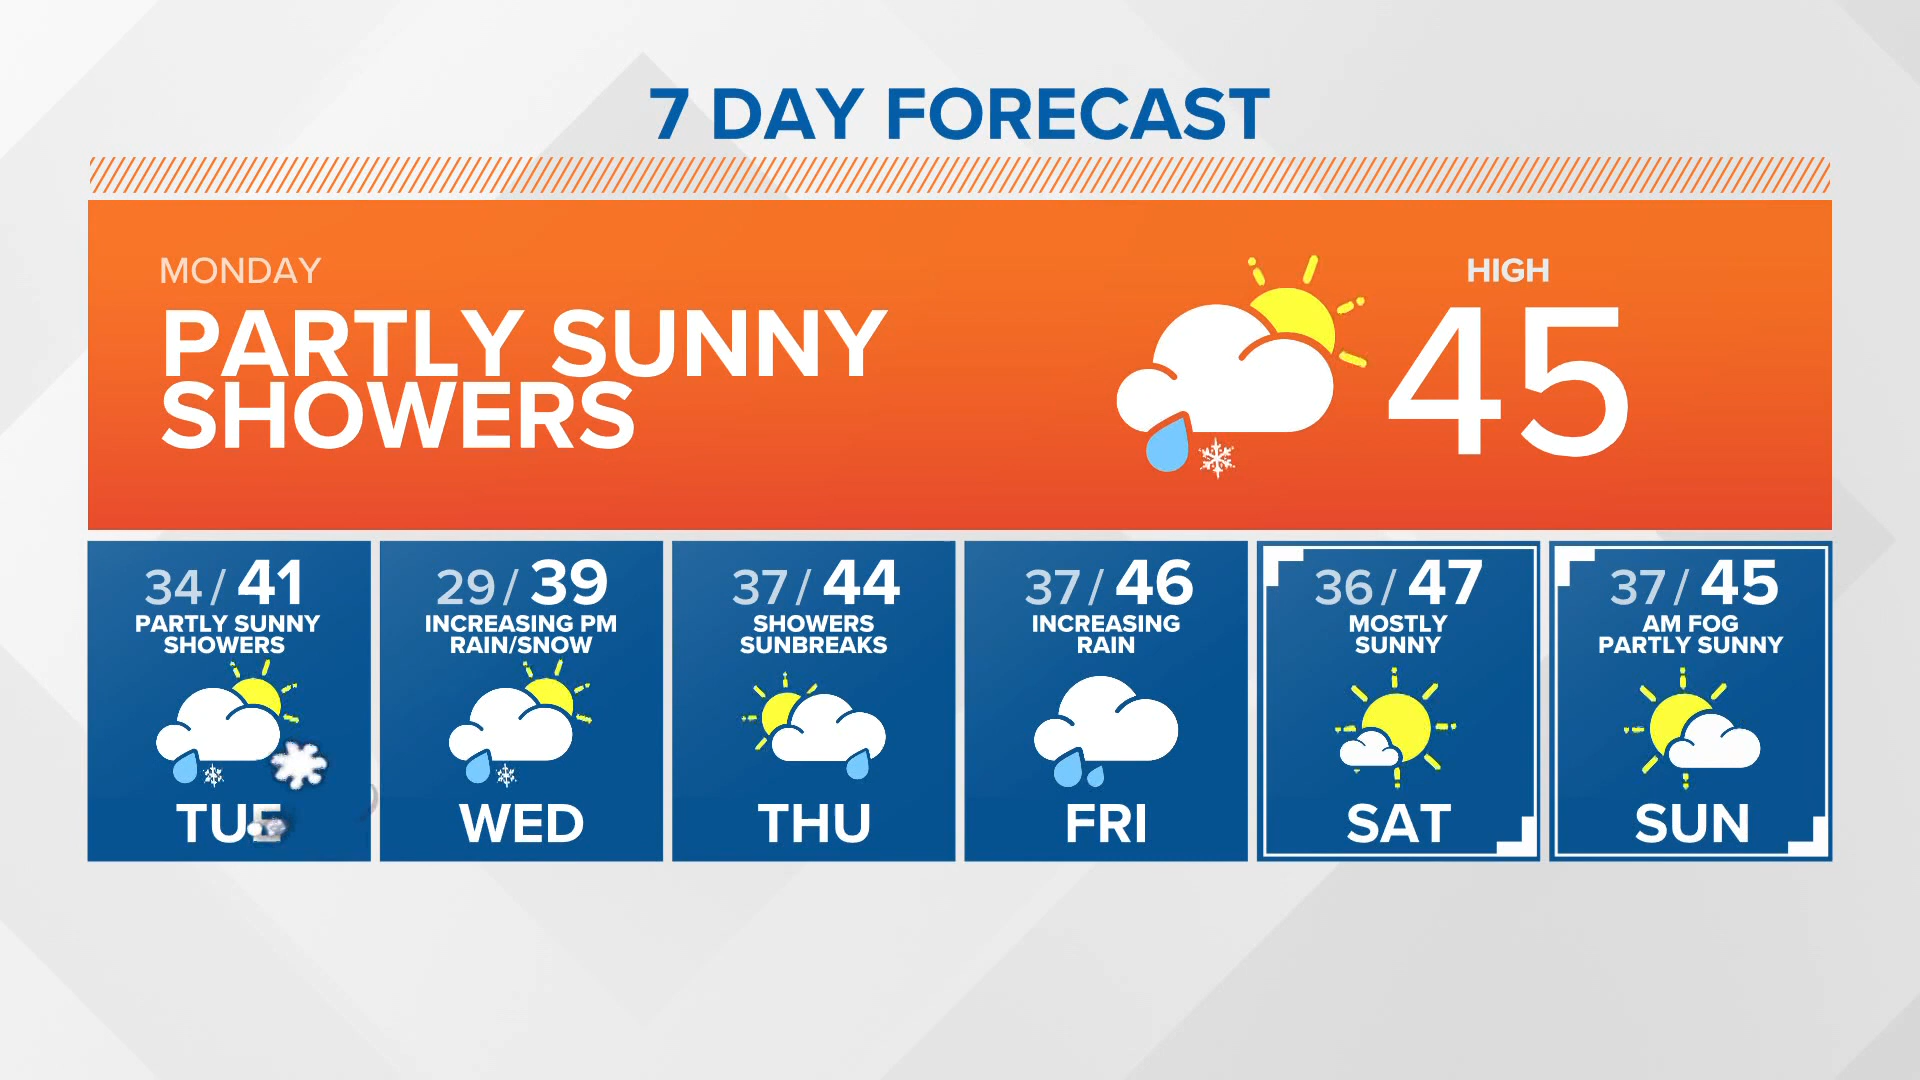 7 DAY FORECAST
MONDAY
PARTLY SUNNY
SHOWERS
HIGH
45
34/41
PARTLY SUNNY
SHOWERS
TUE
29/39
INCREASING PM
RAIN/SNOW
WED
37/44
SHOWERS
SUNBREAKS
THU
37/46
INCREASING
RAIN
FRI
36/47
MOSTLY
SUNNY
SAT
37/45
AM FOG
PARTLY SUNNY
SUN